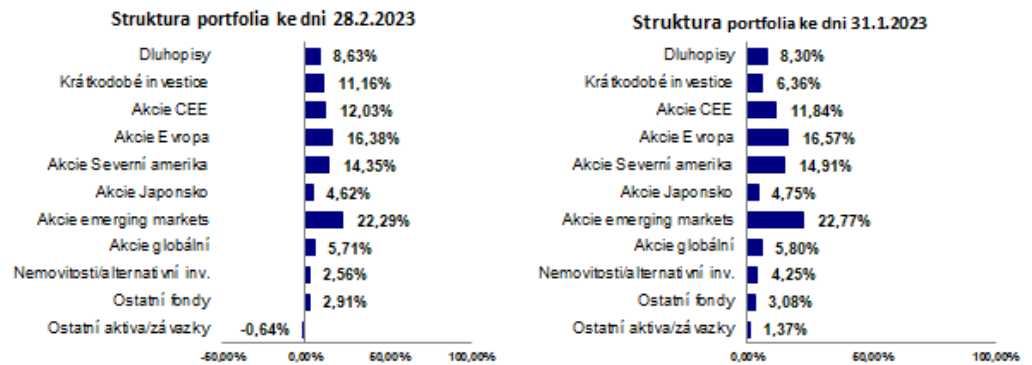 Struktura portfolia ke dni 28.2.2023
Dluhopisy 8,63%
Krátkodobé investice 11,16%
Akcie CEE 12,03%
Akcie Evropa 16,38%
Akcie Severní amerika 14,35%
Akcie Japonsko 4,62%
Akcie emerging markets 22,29%
Akcie globální 5,71%
Nemovitosti/alternativní inv. 2,56%
Ostatní fondy 2,91%
Ostatní aktiva/závazky -0,64%
-50,00% 0,00% 50,00% 100,00%
Struktura portfolia ke dni 31.1.2023
Dluhopisy 8,30%
Krátkodobé investice 6,36%
Akcie CEE 11,84%
Akcie Evropa 16,57%
Akcie Severní amerika 14,91%
Akcie Japonsko 4,75%
Akcie emerging markets 22,77%
Akcie globální 5,80%
Nemovitosti/alternativní inv. 4,25%
Ostatní fondy 3,08%
Ostatní aktiva/závazky 1,37%
0,00% 50,00% 100,00%